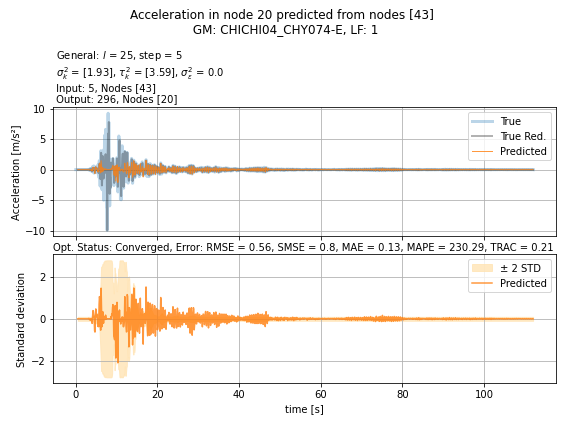 Acceleration in node 20 predicted from nodes [43]
GM: CHICHI04_CHY074-E, LF: 1
General: l = 25, step = 5
σ²_k = [1.93], τ²_k = [3.59], σ²_ε = 0.0
Input: 5, Nodes [43]
Output: 296, Nodes [20]
Acceleration [m/s²]
10
5
0
−5
−10
True
True Red.
Predicted
Opt. Status: Converged, Error: RMSE = 0.56, SMSE = 0.8, MAE = 0.13, MAPE = 230.29, TRAC = 0.21
Standard deviation
2
0
−2
± 2 STD
Predicted
0 20 40 60 80 100
time [s]